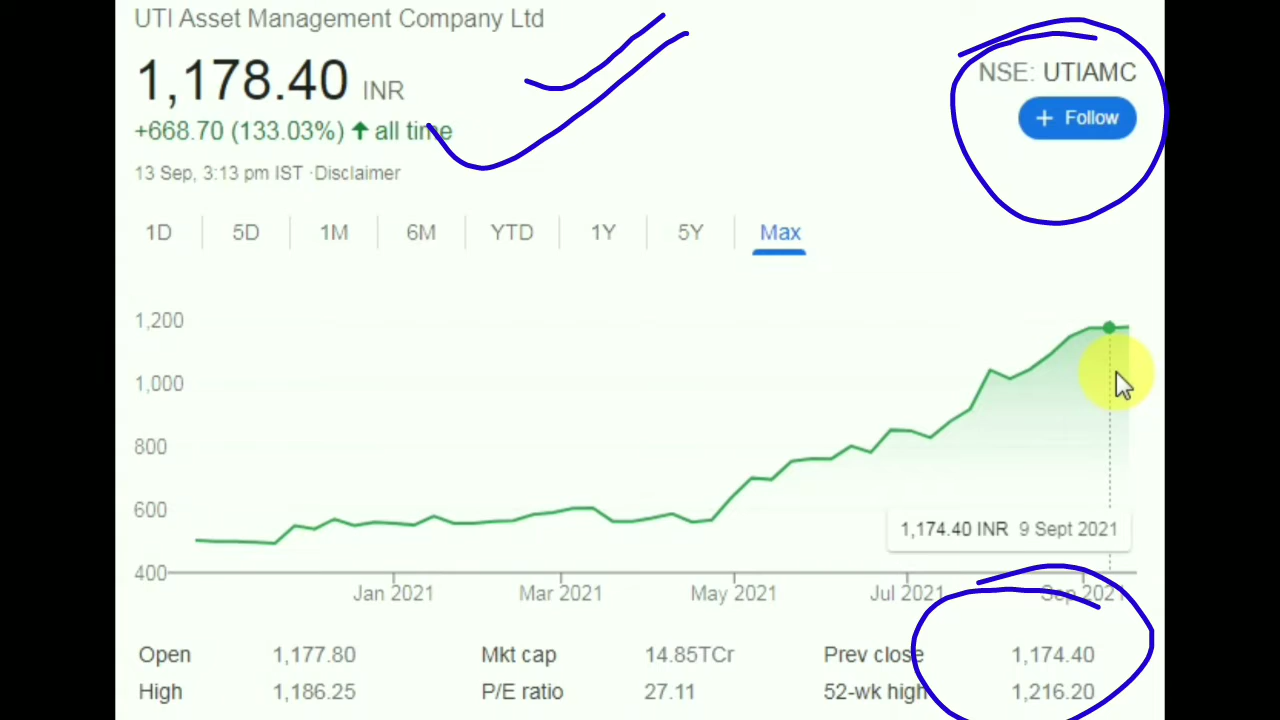 UTI Asset Management Company Ltd
1,178.40 INR
NSE: UTIAMC
+ Follow
+668.70 (133.03%) ↑ all time
13 Sep, 3:13 pm IST ·Disclaimer
1D 5D 1M 6M YTD 1Y 5Y Max
1,200
1,000
800
600
400
1,174.40 INR 9 Sept 2021
Jan 2021 Mar 2021 May 2021 Jul 2021 Sep 2021
Open 1,177.80 Mkt cap 14.85TCr Prev close 1,174.40
High 1,186.25 P/E ratio 27.11 52-wk high 1,216.20